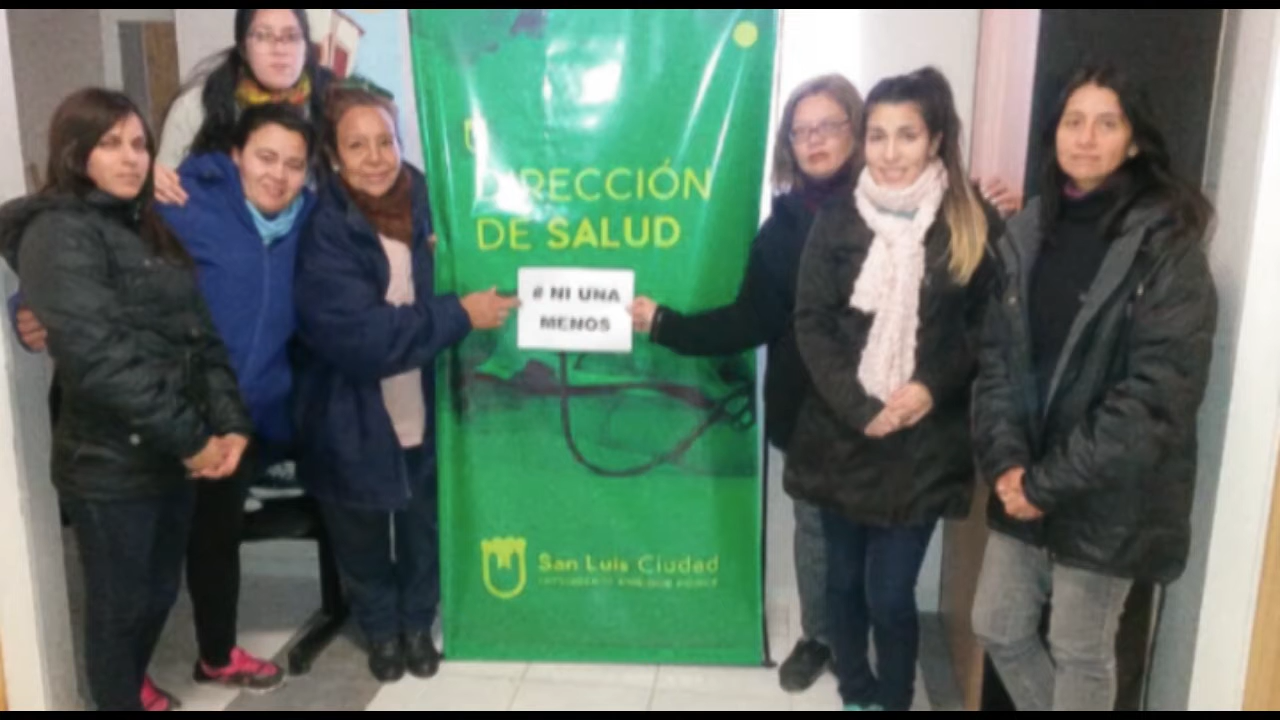 DIRECCIÓN
DE SALUD
# NI UNA
MENOS
San Luis Ciudad